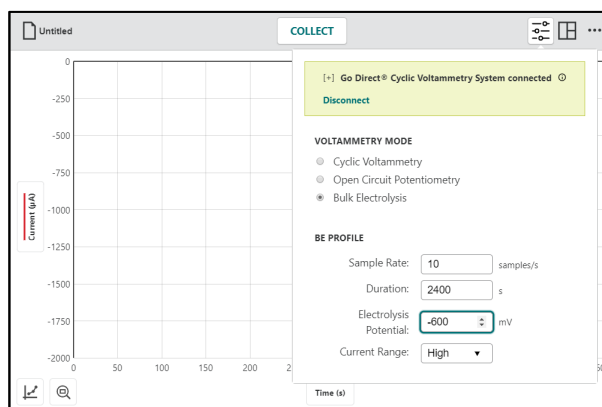 Untitled
COLLECT
[+] Go Direct® Cyclic Voltammetry System connected
Disconnect
VOLTAMMETRY MODE
Cyclic Voltammetry
Open Circuit Potentiometry
Bulk Electrolysis
BE PROFILE
Sample Rate: 10 samples/s
Duration: 2400 s
Electrolysis
Potential: -600 mV
Current Range: High
Current (µA)
0
-250
-500
-750
-1000
-1250
-1500
-1750
-2000
0 50 100 150 200
Time (s)